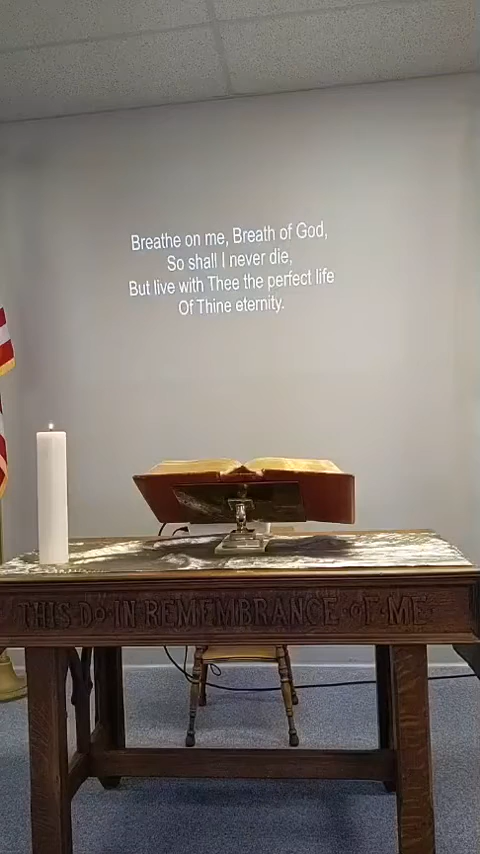 Breathe on me, Breath of God,
So shall I never die,
But live with Thee the perfect life
Of Thine eternity.
THIS DO IN REMEMBRANCE OF ME